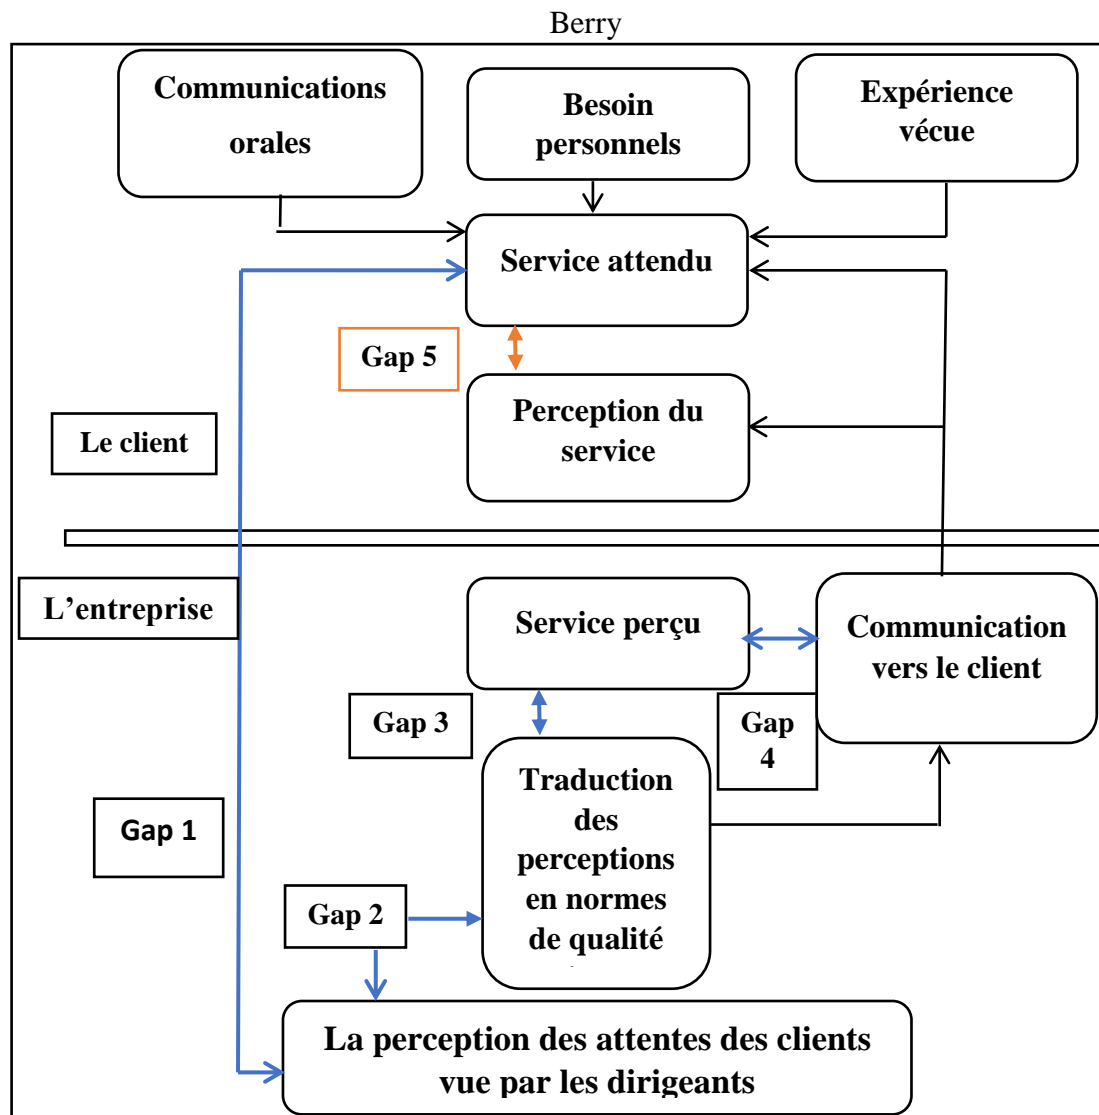 Berry
Communications
orales
Besoin
personnels
Expérience
vécue
Service attendu
Gap 5
Perception du
service
Le client
L’entreprise
Service perçu
Communication
vers le client
Gap 3
Gap
4
Traduction
des
perceptions
en normes
de qualité
Gap 1
Gap 2
La perception des attentes des clients
vue par les dirigeants